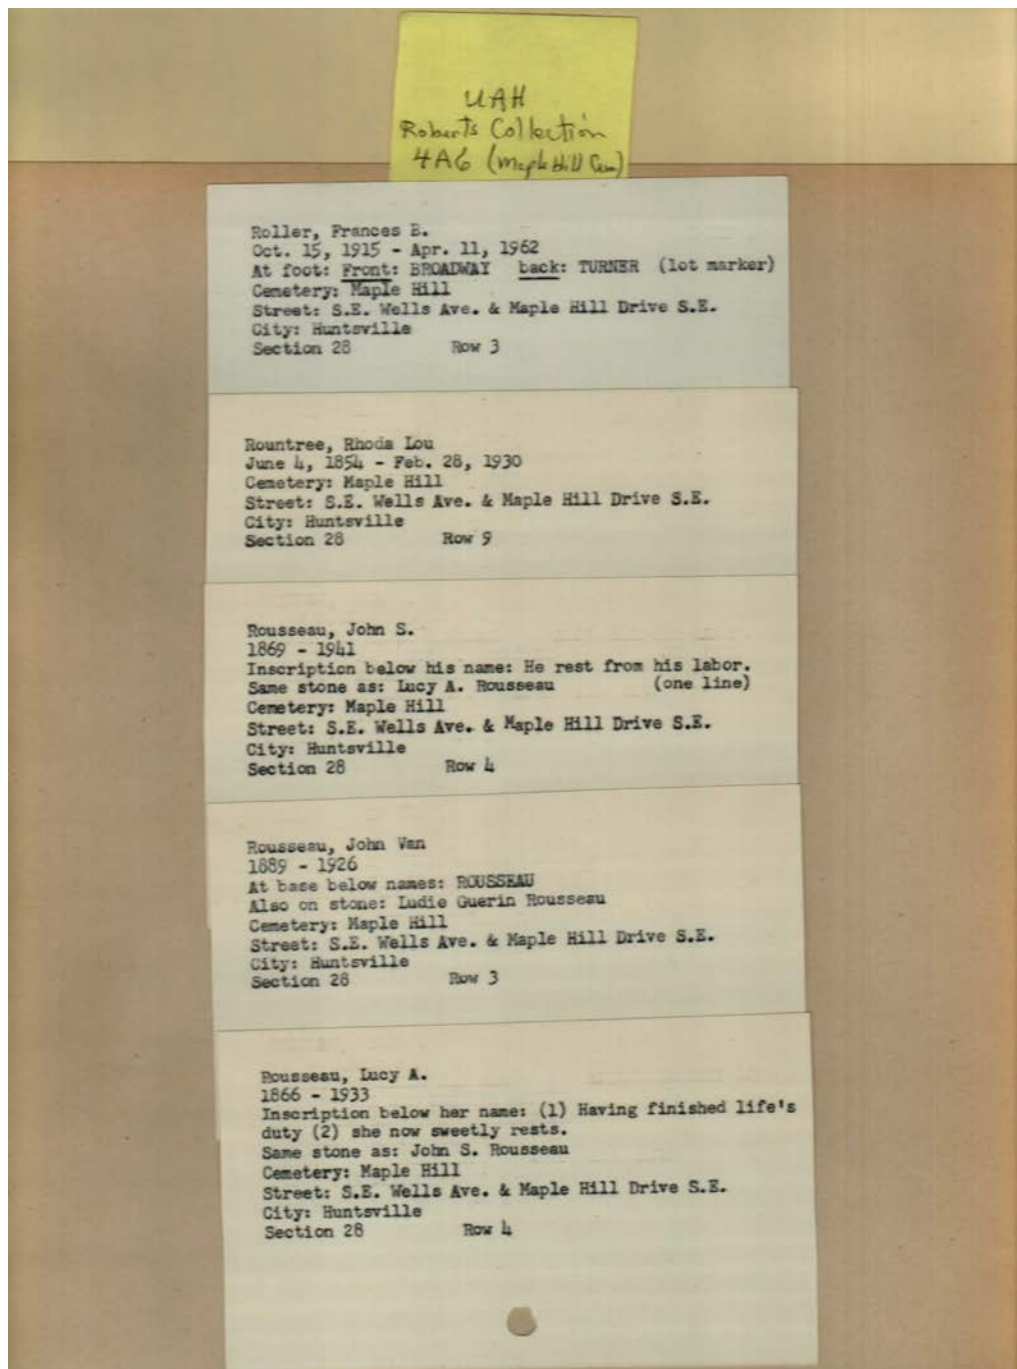 UAH
Roberts Collection
4A6 (Maple Hill Cem)
Roller, Frances B.
Oct. 15, 1915 - Apr. 11, 1962
At foot: Front: BROADWAY back: TURNER (lot marker)
Cemetery: Maple Hill
Street: S.E. Wells Ave. & Maple Hill Drive S.E.
City: Huntsville
Section 28 Row 3
Rountree, Rhoda Lou
June 4, 1854 - Feb. 28, 1930
Cemetery: Maple Hill
Street: S.E. Wells Ave. & Maple Hill Drive S.E.
City: Huntsville
Section 28 Row 9
Rousseau, John S.
1869 - 1941
Inscription below his name: He rest from his labor.
Same stone as: Lucy A. Rousseau (one line)
Cemetery: Maple Hill
Street: S.E. Wells Ave. & Maple Hill Drive S.E.
City: Huntsville
Section 28 Row 4
Rousseau, John Van
1889 - 1926
At base below names: ROUSSEAU
Also on stone: Ludie Guerin Rousseau
Cemetery: Maple Hill
Street: S.E. Wells Ave. & Maple Hill Drive S.E.
City: Huntsville
Section 28 Row 3
Rousseau, Lucy A.
1866 - 1933
Inscription below her name: (1) Having finished life's
duty (2) she now sweetly rests.
Same stone as: John S. Rousseau
Cemetery: Maple Hill
Street: S.E. Wells Ave. & Maple Hill Drive S.E.
City: Huntsville
Section 28 Row 4